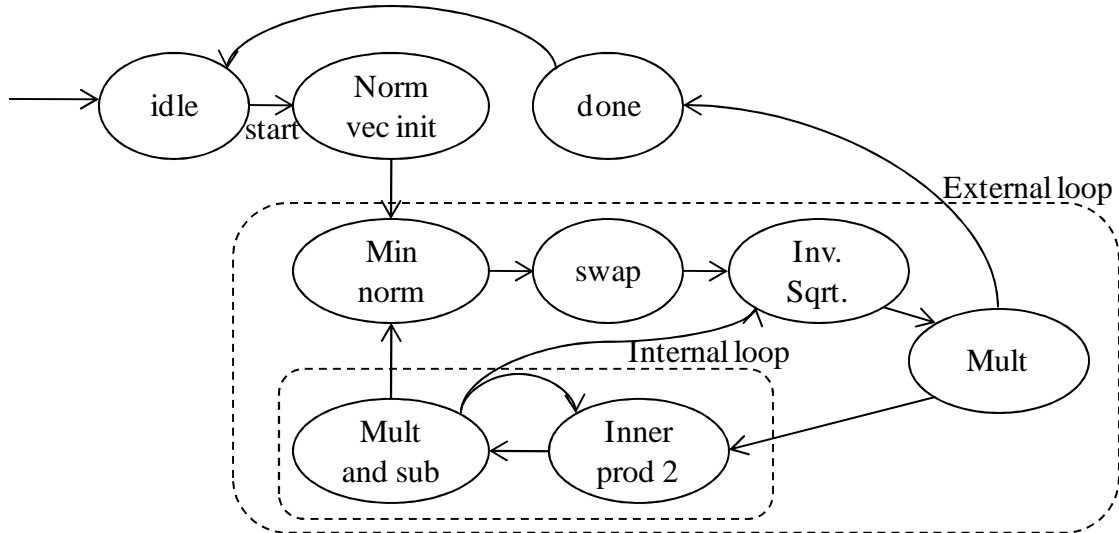 idle
start
Norm
vec init
done
External loop
Min
norm
swap
Inv.
Sqrt.
Internal loop
Mult
Mult
and sub
Inner
prod 2